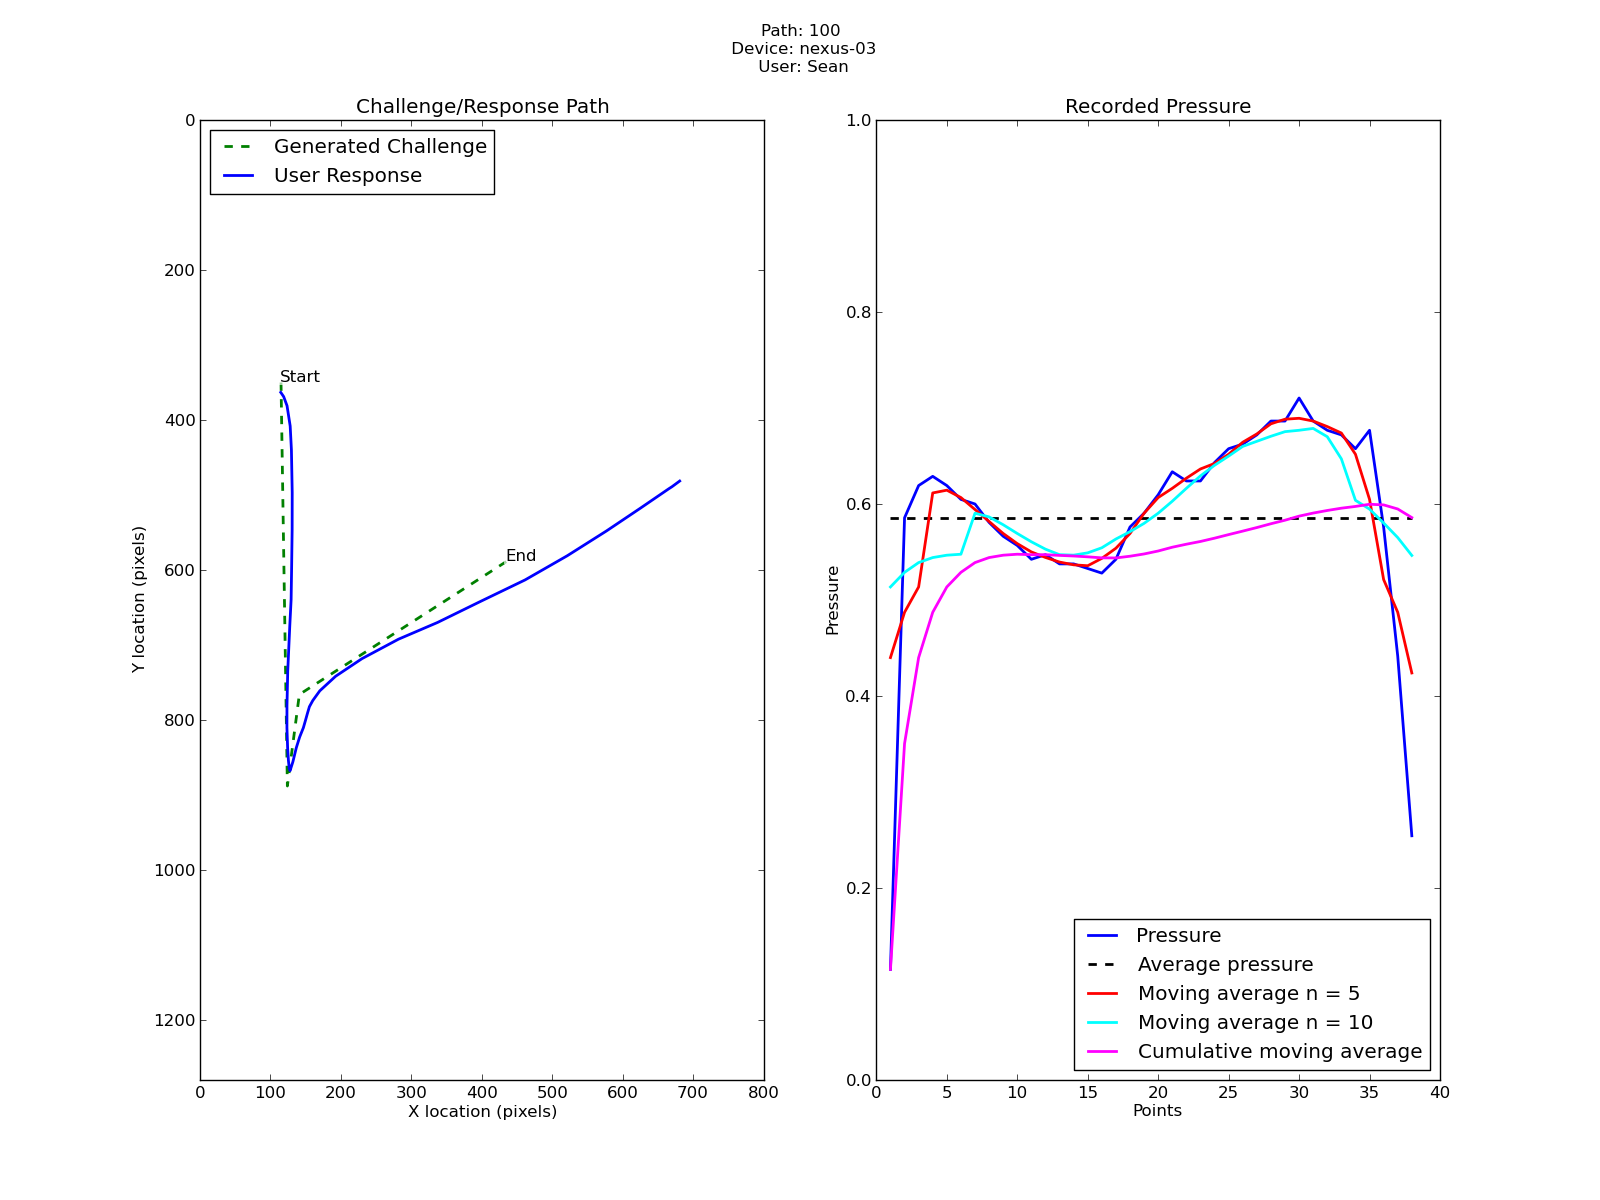 Path: 100
Device: nexus-03
User: Sean
Challenge/Response Path
Generated Challenge
User Response
Start
End
0
200
400
600
800
1000
1200
Y location (pixels)
0 100 200 300 400 500 600 700 800
X location (pixels)
Recorded Pressure
1.0
0.8
0.6
0.4
0.2
0.0
Pressure
Pressure
Average pressure
Moving average n = 5
Moving average n = 10
Cumulative moving average
0 5 10 15 20 25 30 35 40
Points